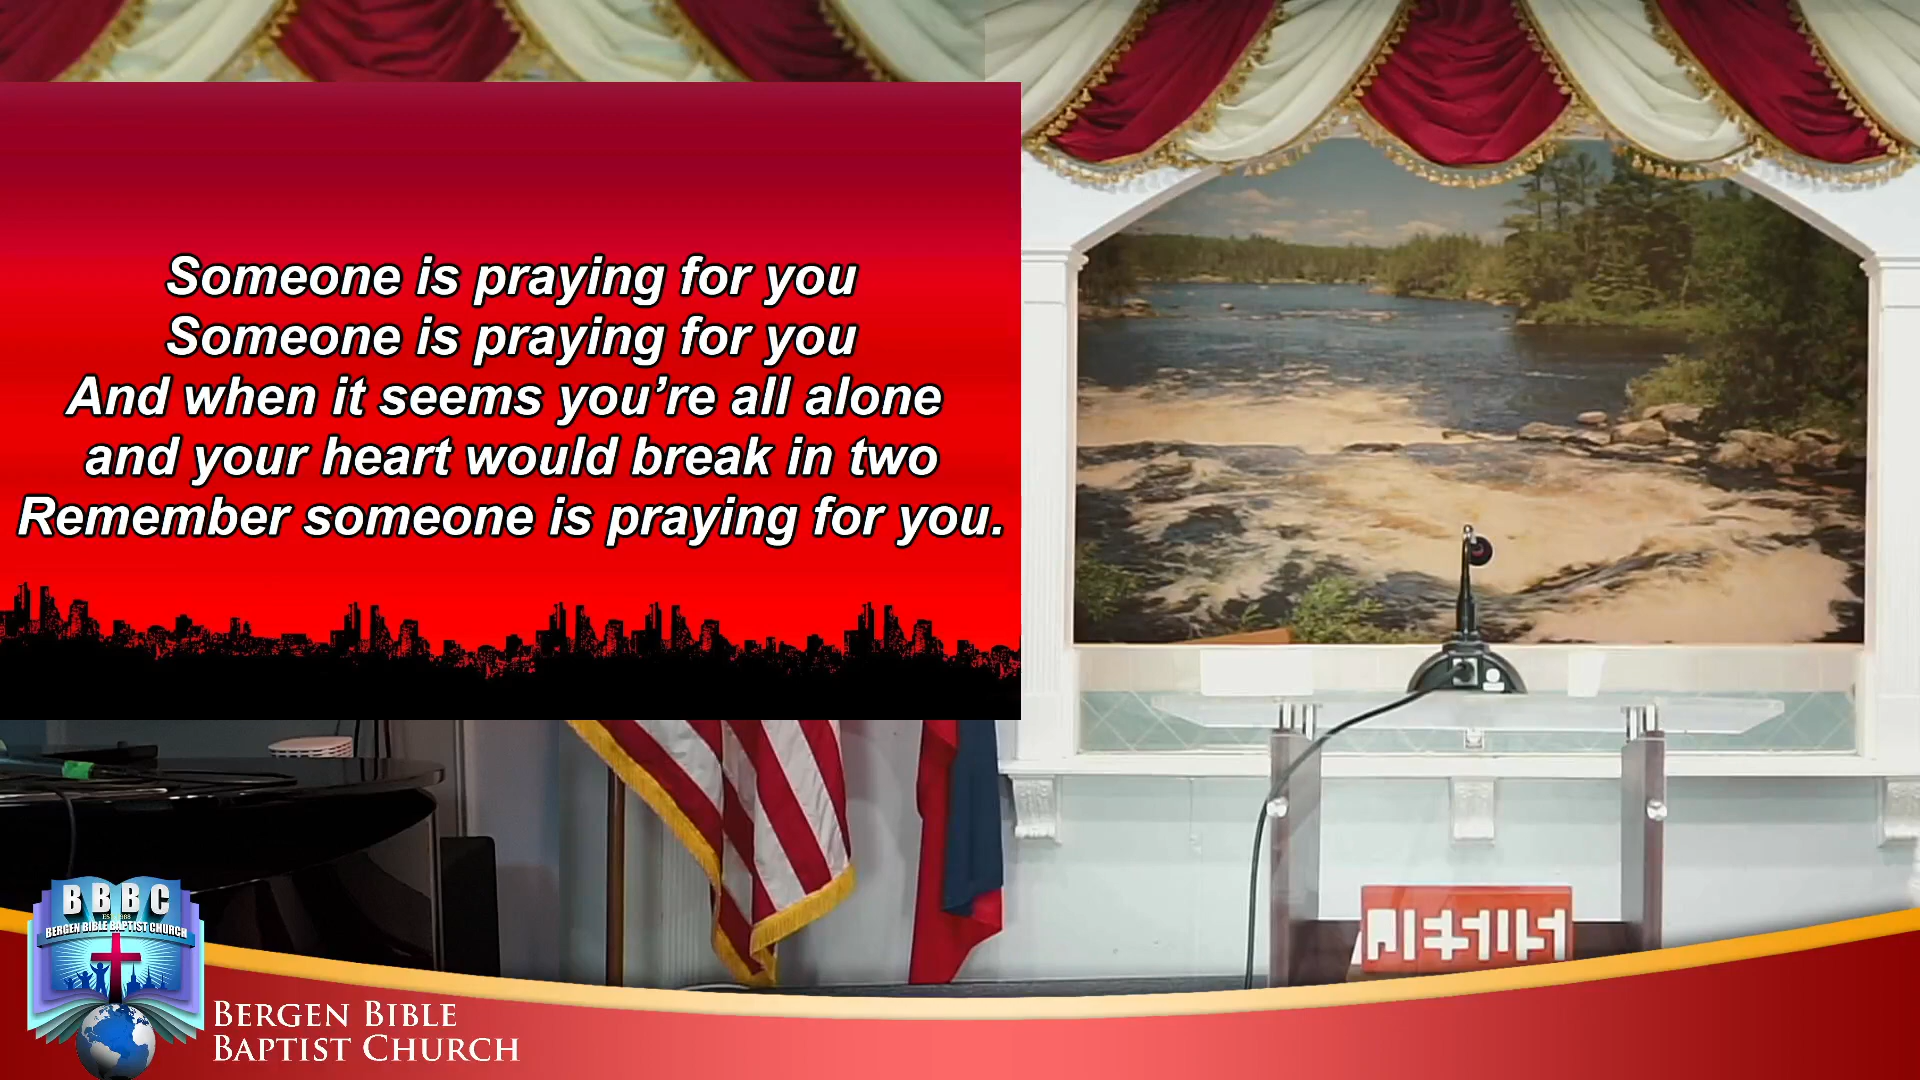 Someone is praying for you
Someone is praying for you
And when it seems you’re all alone
and your heart would break in two
Remember someone is praying for you.
B B B C
BERGEN BIBLE BAPTIST CHURCH
BERGEN BIBLE
BAPTIST CHURCH